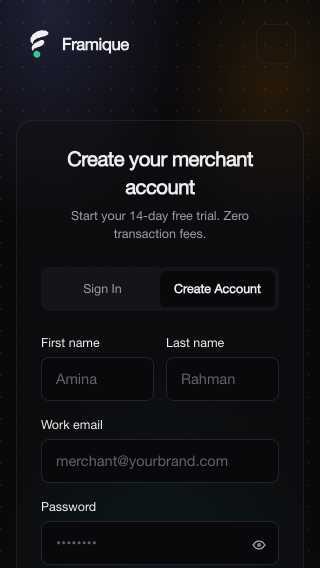 Framique
Create your merchant
account
Start your 14-day free trial. Zero
transaction fees.
Sign In
Create Account
First name
Last name
Amina
Rahman
Work email
merchant@yourbrand.com
Password
••••••••